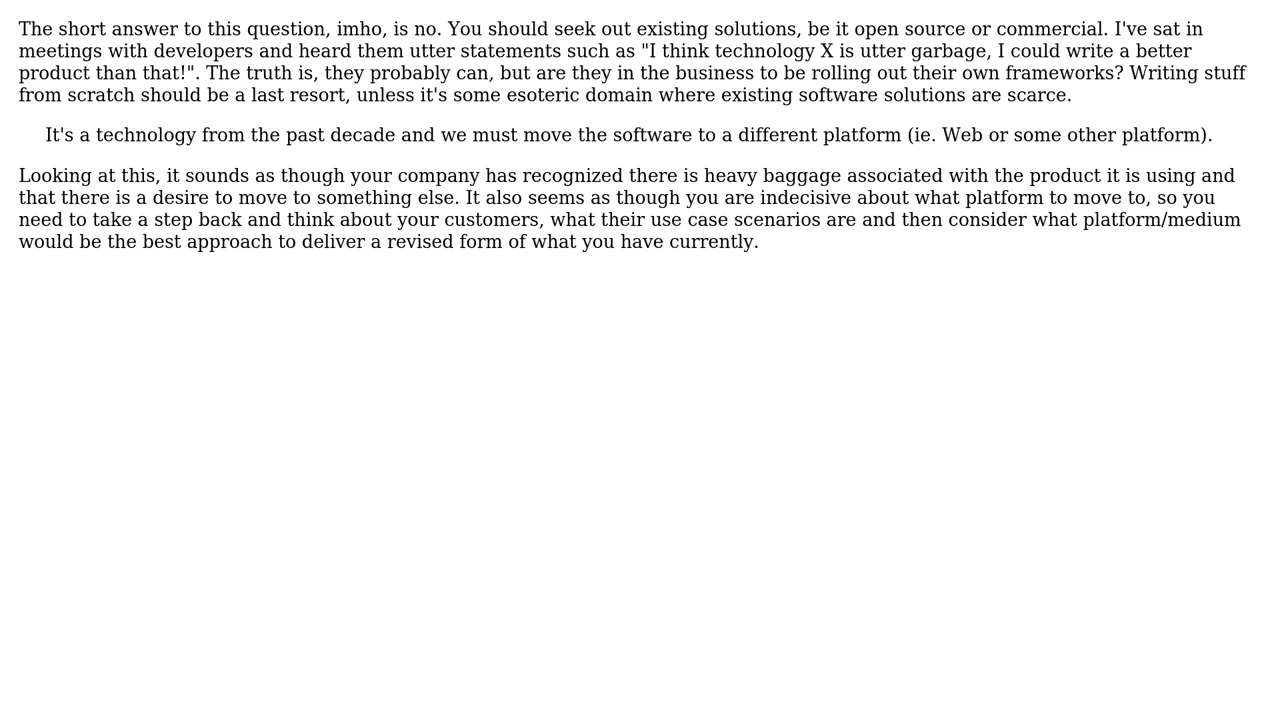 The short answer to this question, imho, is no. You should seek out existing solutions, be it open source or commercial. I've sat in
meetings with developers and heard them utter statements such as "I think technology X is utter garbage, I could write a better
product than that!". The truth is, they probably can, but are they in the business to be rolling out their own frameworks? Writing stuff
from scratch should be a last resort, unless it's some esoteric domain where existing software solutions are scarce.
It's a technology from the past decade and we must move the software to a different platform (ie. Web or some other platform).
Looking at this, it sounds as though your company has recognized there is heavy baggage associated with the product it is using and
that there is a desire to move to something else. It also seems as though you are indecisive about what platform to move to, so you
need to take a step back and think about your customers, what their use case scenarios are and then consider what platform/medium
would be the best approach to deliver a revised form of what you have currently.